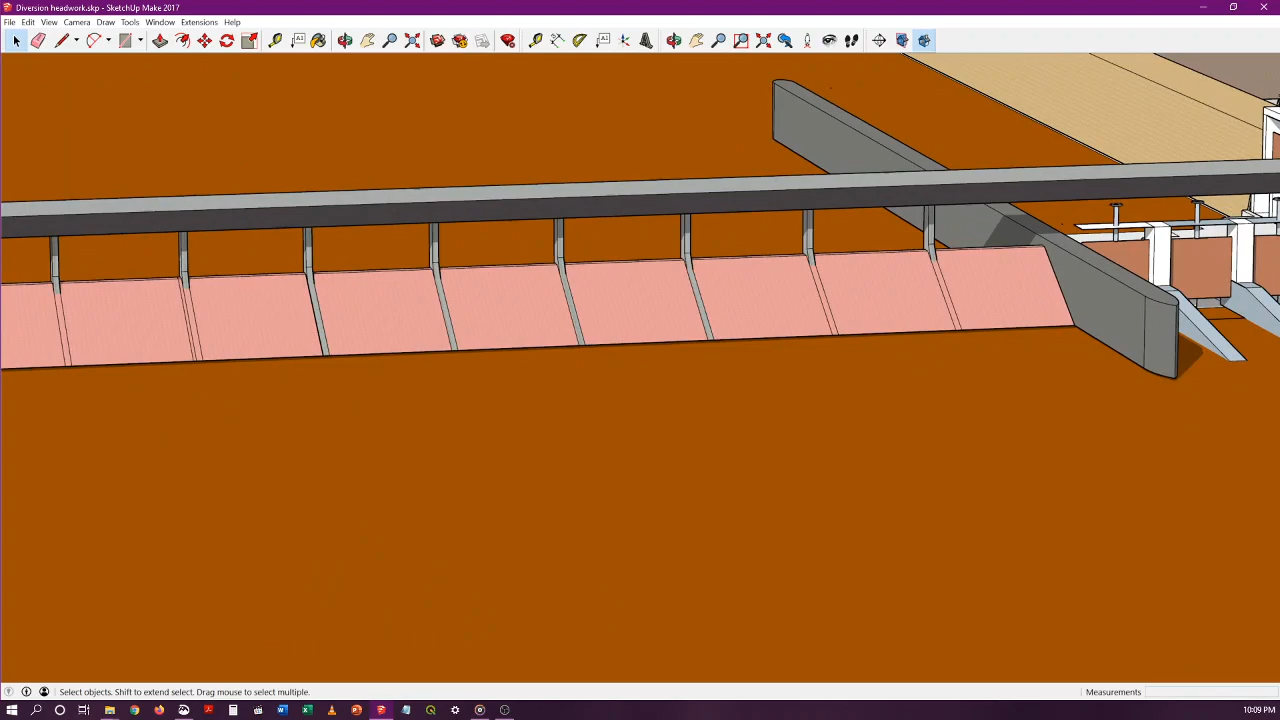 Diversion headwork.skp - SketchUp Make 2017
File Edit View Camera Draw Tools Window Extensions Help
Select objects. Shift to extend select. Drag mouse to select multiple.
Measurements
10:09 PM